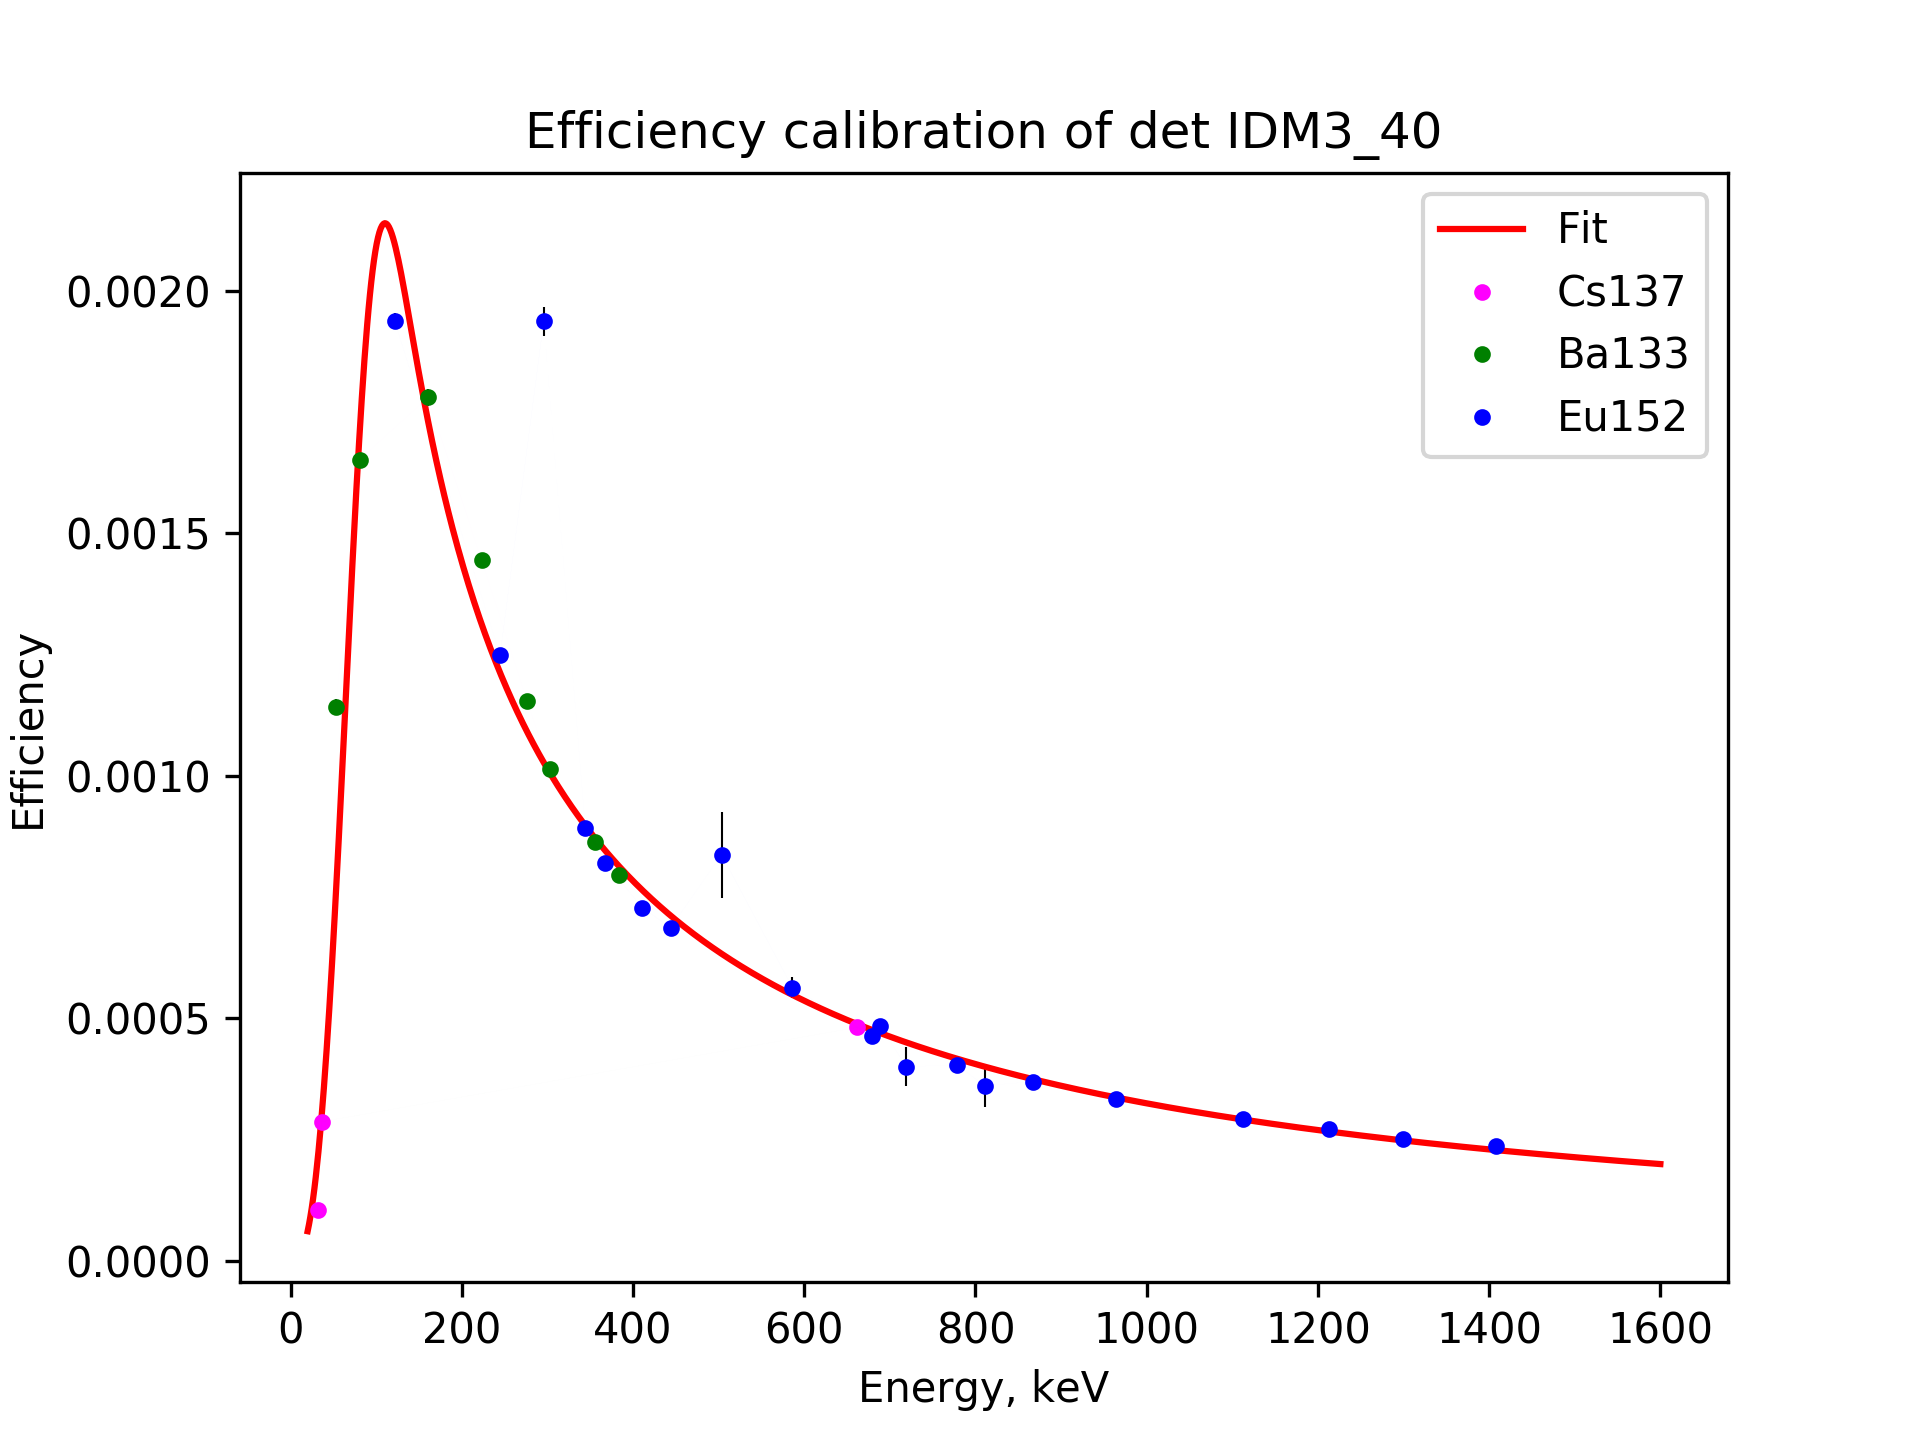 Efficiency calibration of det IDM3_40
Fit
Cs137
Ba133
Eu152
0.0020
0.0015
0.0010
0.0005
0.0000
Efficiency
0 200 400 600 800 1000 1200 1400 1600
Energy, keV